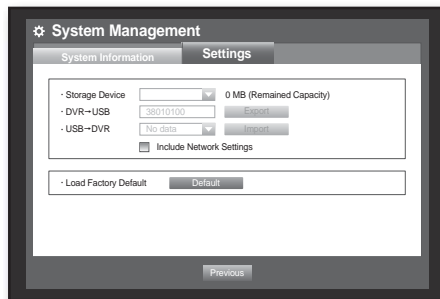 System Management
System Information Settings
· Storage Device 0 MB (Remained Capacity)
· DVR→USB 38010100 Export
· USB→DVR No data Import
Include Network Settings
· Load Factory Default Default
Previous